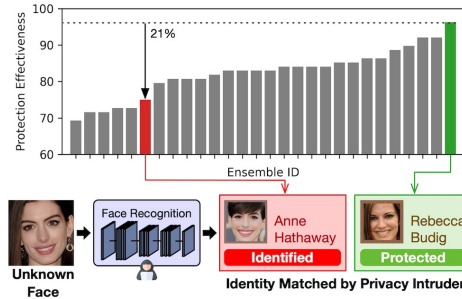 100
90
80
70
60
Protection Effectiveness
21%
Ensemble ID
Face Recognition
Unknown
Face
Anne
Hathaway
Identified
Rebecca
Budig
Protected
Identity Matched by Privacy Intruder